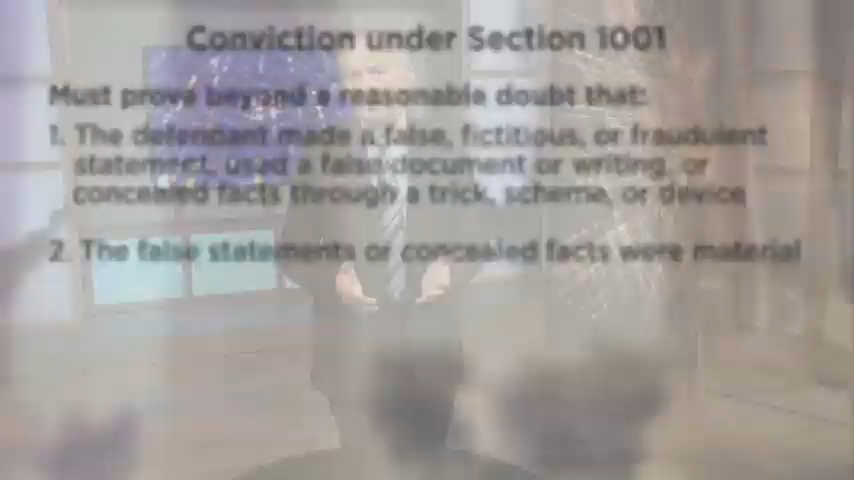 Conviction under Section 1001
Must prove beyond a reasonable doubt that:
1. The defendant made a false, fictitious, or fraudulent
statement, used a false document or writing, or
concealed facts through a trick, scheme, or device
2. The false statements or concealed facts were material